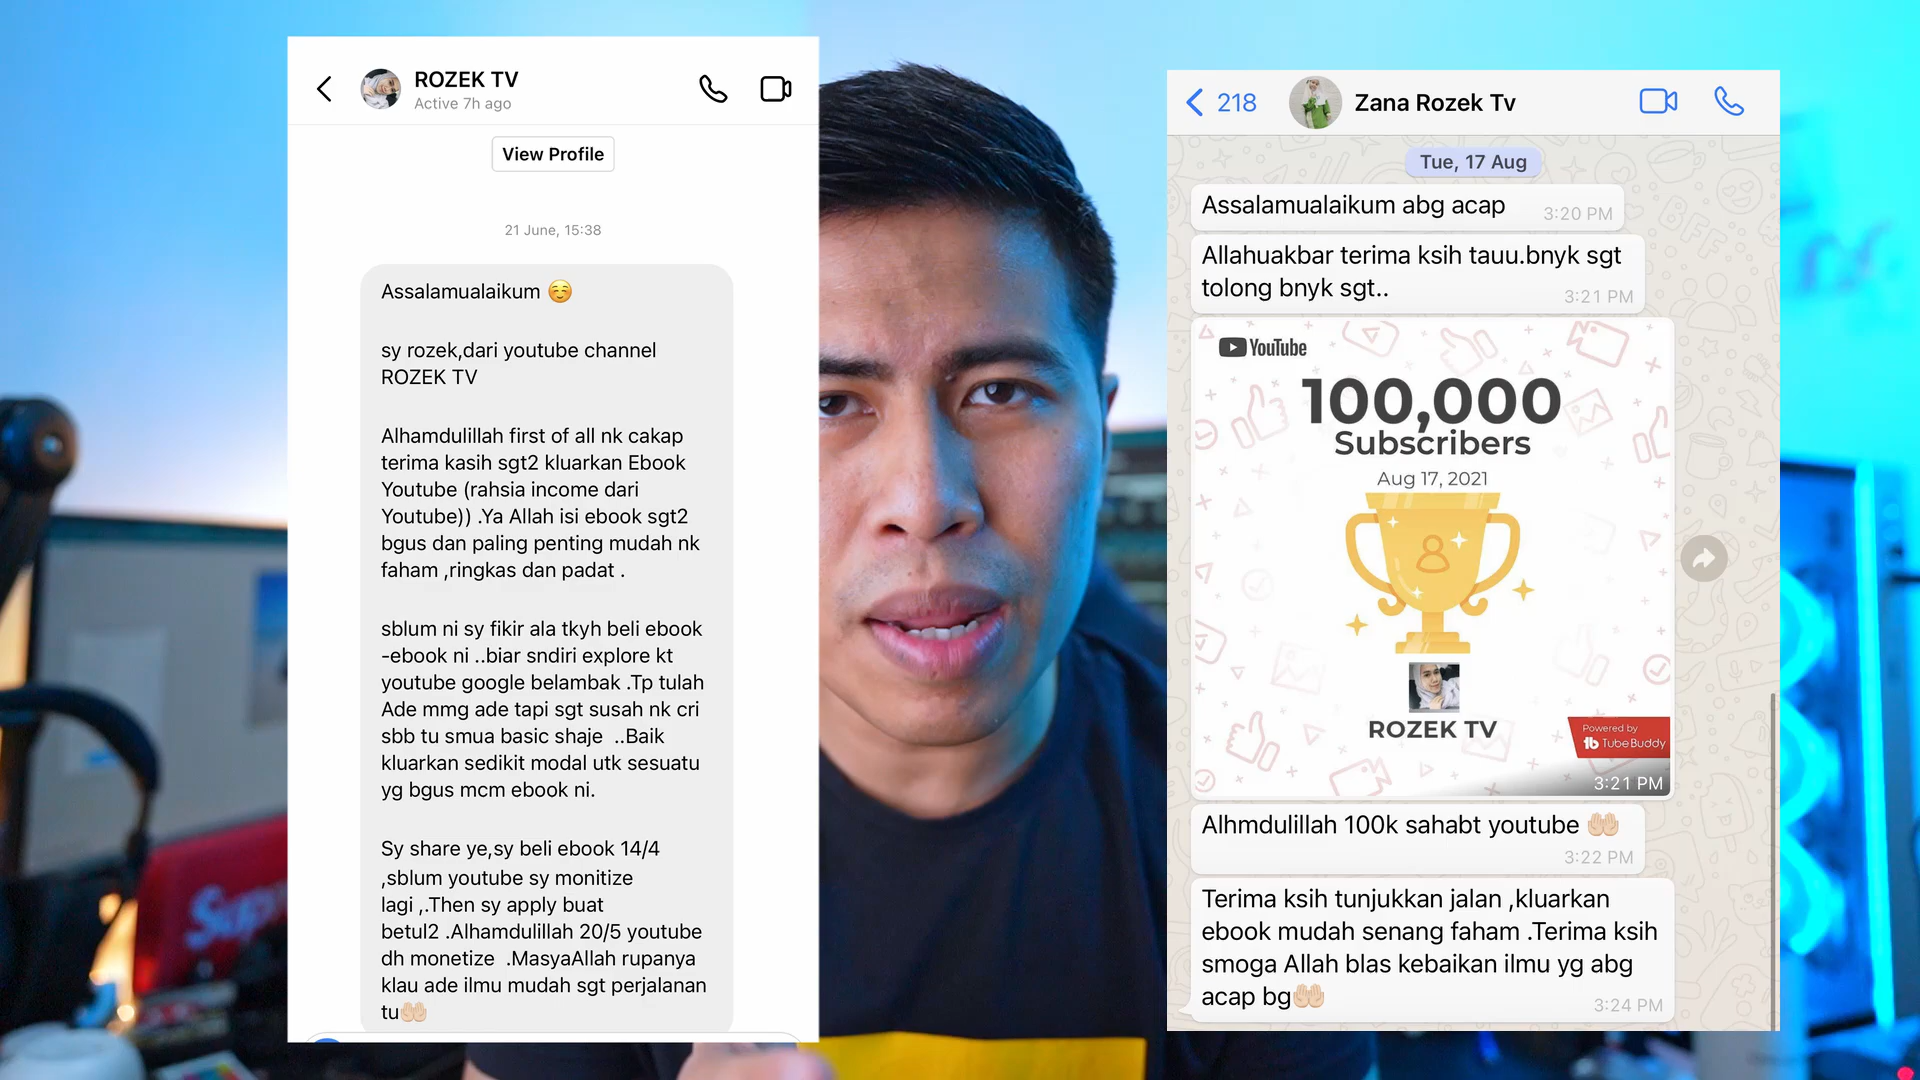 ROZEK TV
Active 7h ago
View Profile
21 June, 15:38
Assalamualaikum ☺️
sy rozek,dari youtube channel
ROZEK TV
Alhamdulillah first of all nk cakap
terima kasih sgt2 kluarkan Ebook
Youtube (rahsia income dari
Youtube)) .Ya Allah isi ebook sgt2
bgus dan paling penting mudah nk
faham ,ringkas dan padat .
sblum ni sy fikir ala tkyh beli ebook
-ebook ni ..biar sndiri explore kt
youtube google belambak .Tp tulah
Ade mmg ade tapi sgt susah nk cri
sbb tu smua basic shaje ..Baik
kluarkan sedikit modal utk sesuatu
yg bgus mcm ebook ni.
Sy share ye,sy beli ebook 14/4
,sblum youtube sy monitize
lagi ,.Then sy apply buat
betul2 .Alhamdulillah 20/5 youtube
dh monetize .MasyaAllah rupanya
klau ade ilmu mudah sgt perjalanan
tu🤲🏻
218
Zana Rozek Tv
Tue, 17 Aug
Assalamualaikum abg acap
3:20 PM
Allahuakbar terima ksih tauu.bnyk sgt
tolong bnyk sgt..
3:21 PM
YouTube
100,000
Subscribers
Aug 17, 2021
ROZEK TV
Powered by
tb TubeBuddy
3:21 PM
Alhmdulillah 100k sahabt youtube 🤲🏻
3:22 PM
Terima ksih tunjukkan jalan ,kluarkan
ebook mudah senang faham .Terima ksih
smoga Allah blas kebaikan ilmu yg abg
acap bg🤲🏻
3:24 PM